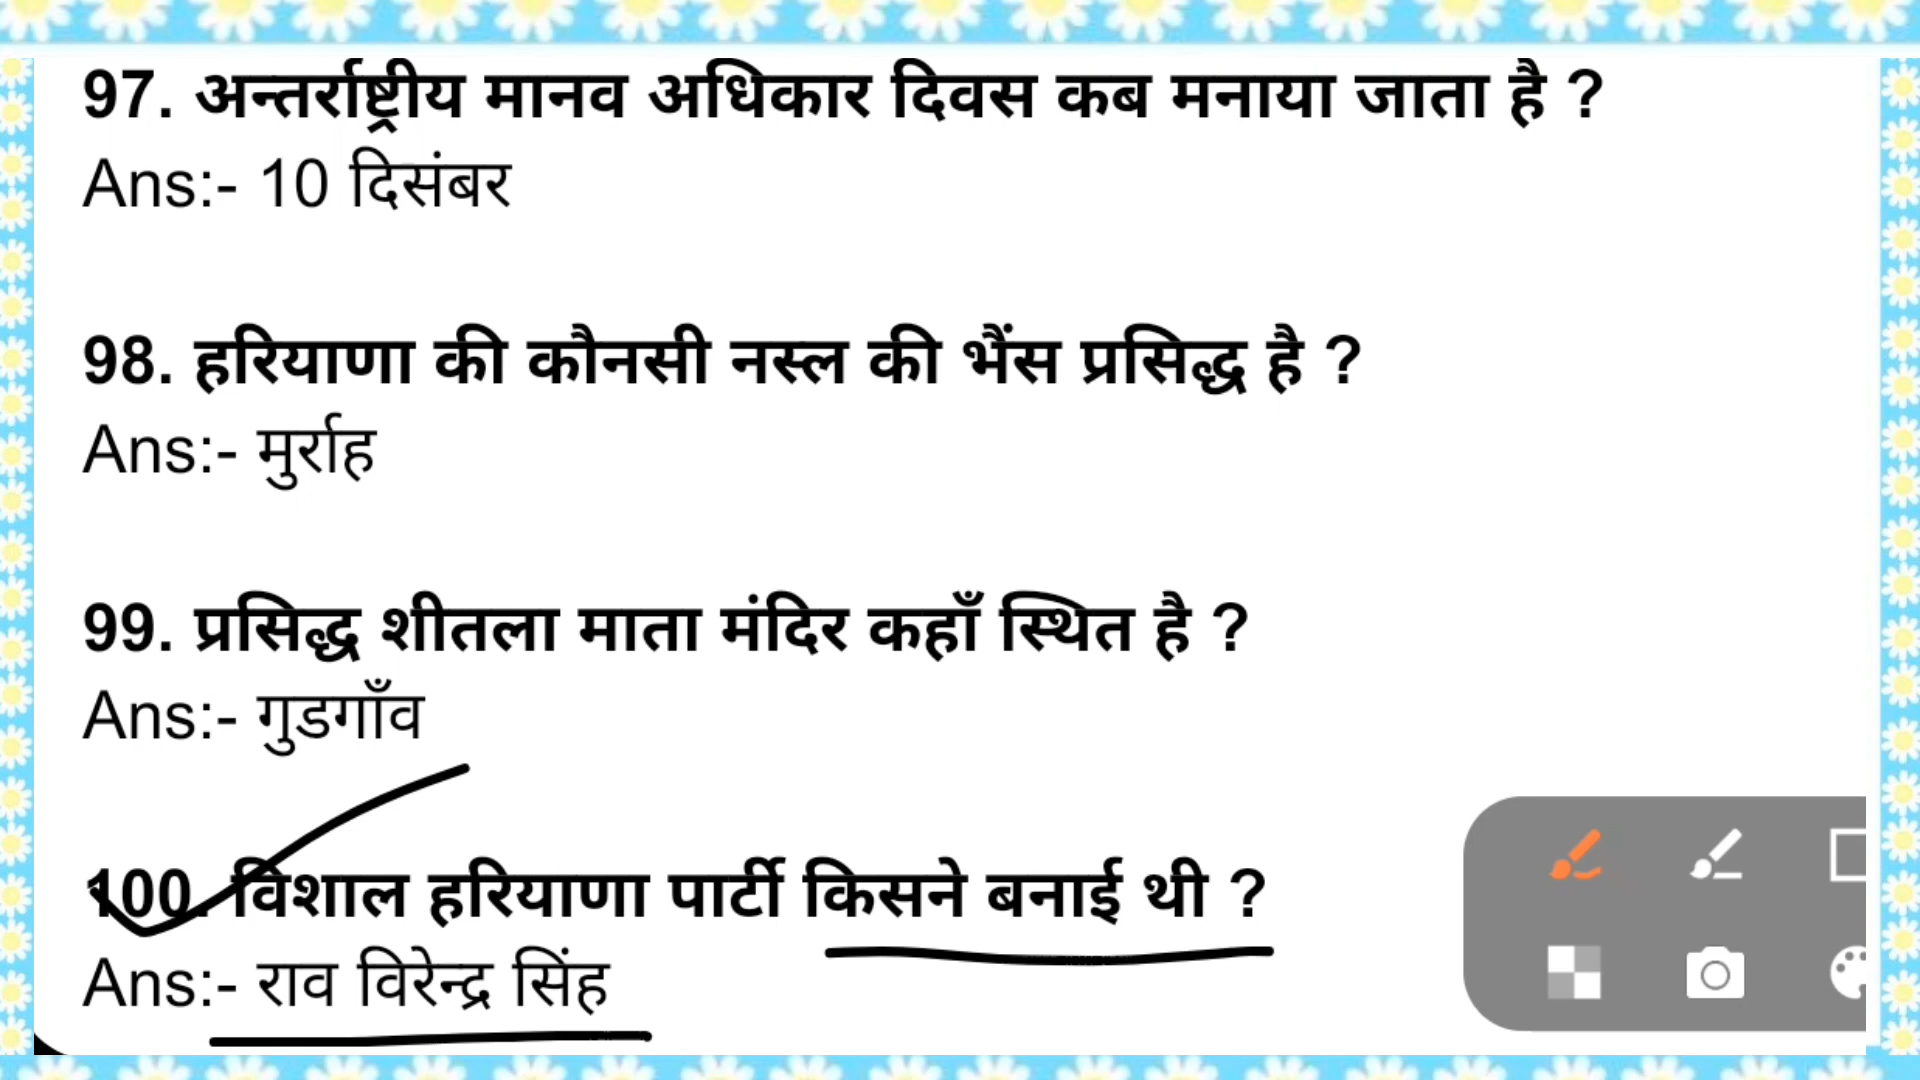 97. अन्तर्राष्ट्रीय मानव अधिकार दिवस कब मनाया जाता है ?
Ans:- 10 दिसंबर
98. हरियाणा की कौनसी नस्ल की भैंस प्रसिद्ध है ?
Ans:- मुर्राह
99. प्रसिद्ध शीतला माता मंदिर कहाँ स्थित है ?
Ans:- गुडगाँव
100. विशाल हरियाणा पार्टी किसने बनाई थी ?
Ans:- राव विरेन्द्र सिंह